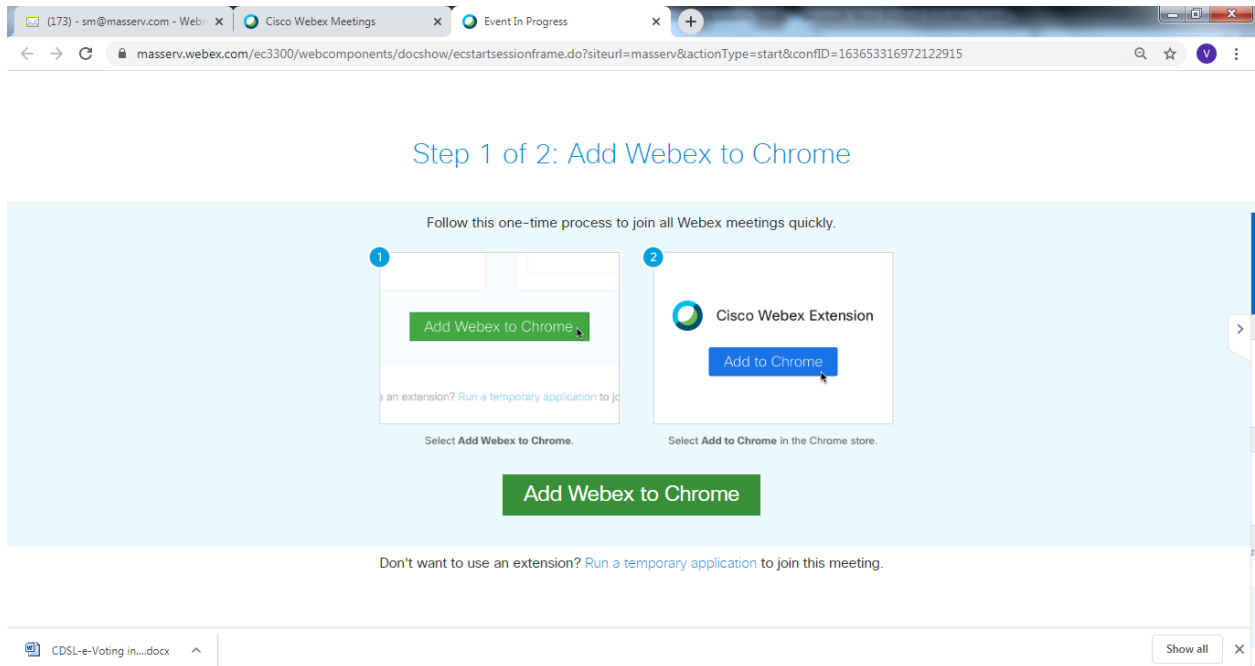 (173) - sm@masserv.com - Webm
Cisco Webex Meetings
Event In Progress
masserv.webex.com/ec3300/webcomponents/docshow/ecstartsessionframe.do?siteurl=masserv&actionType=start&confID=163653316972122915
V
Step 1 of 2: Add Webex to Chrome
Follow this one-time process to join all Webex meetings quickly.
1
Add Webex to Chrome
an extension? Run a temporary application to jo
Select Add Webex to Chrome.
2
Cisco Webex Extension
Add to Chrome
Select Add to Chrome in the Chrome store.
Add Webex to Chrome
Don't want to use an extension? Run a temporary application to join this meeting.
CDSL-e-Voting in....docx
Show all